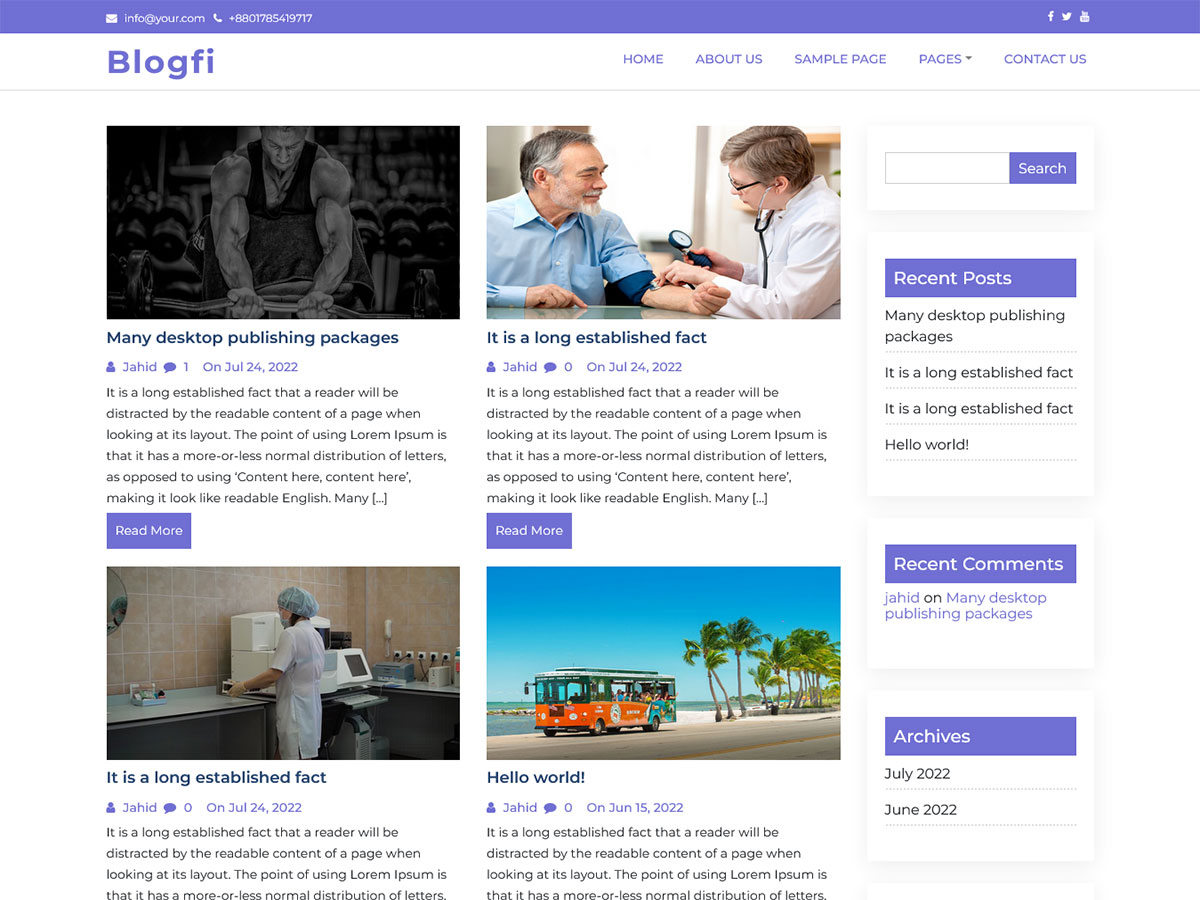 info@your.com +8801785419717
Blogfi
HOME ABOUT US SAMPLE PAGE PAGES CONTACT US
Many desktop publishing packages
Jahid 1 On Jul 24, 2022
It is a long established fact that a reader will be
distracted by the readable content of a page when
looking at its layout. The point of using Lorem Ipsum is
that it has a more-or-less normal distribution of letters,
as opposed to using ‘Content here, content here’,
making it look like readable English. Many [...]
Read More
It is a long established fact
Jahid 0 On Jul 24, 2022
It is a long established fact that a reader will be
distracted by the readable content of a page when
looking at its layout. The point of using Lorem Ipsum is
that it has a more-or-less normal distribution of letters,
as opposed to using ‘Content here, content here’,
making it look like readable English. Many [...]
Read More
It is a long established fact
Jahid 0 On Jul 24, 2022
It is a long established fact that a reader will be
distracted by the readable content of a page when
looking at its layout. The point of using Lorem Ipsum is
that it has a more-or-less normal distribution of letters,
Hello world!
Jahid 0 On Jun 15, 2022
It is a long established fact that a reader will be
distracted by the readable content of a page when
looking at its layout. The point of using Lorem Ipsum is
that it has a more-or-less normal distribution of letters,
Search
Recent Posts
Many desktop publishing
packages
It is a long established fact
It is a long established fact
Hello world!
Recent Comments
jahid on Many desktop
publishing packages
Archives
July 2022
June 2022